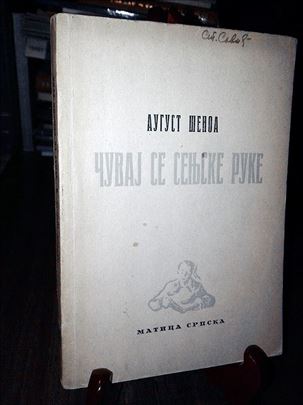 АУГУСТ ШЕНОА
ЧУВАЈ СЕ СЕЊСКЕ РУКЕ
МАТИЦА СРПСКА